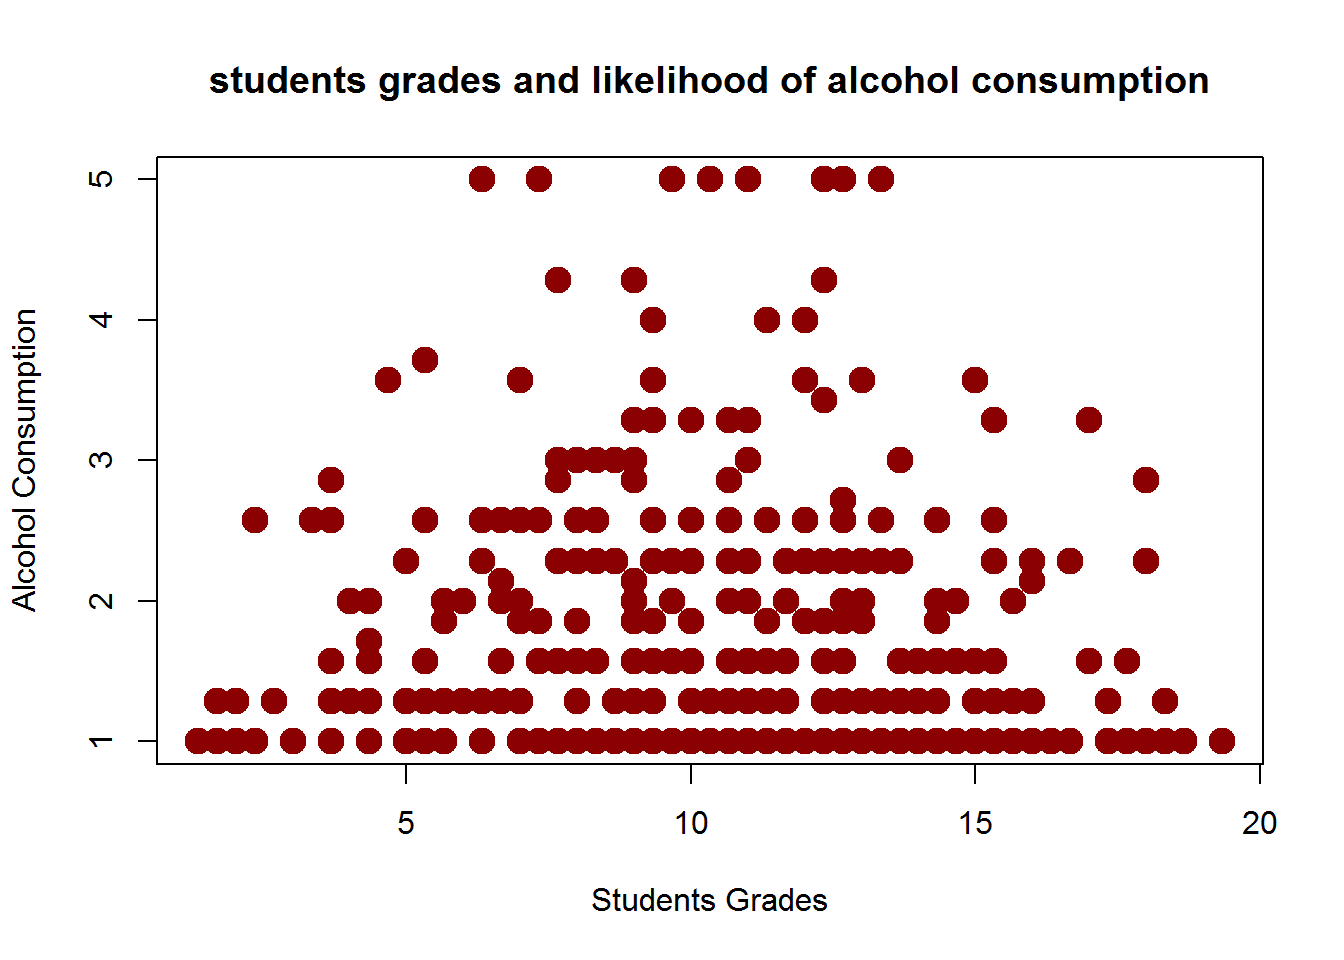 students grades and likelihood of alcohol consumption
5
4
3
2
1
Alcohol Consumption
5 10 15 20
Students Grades